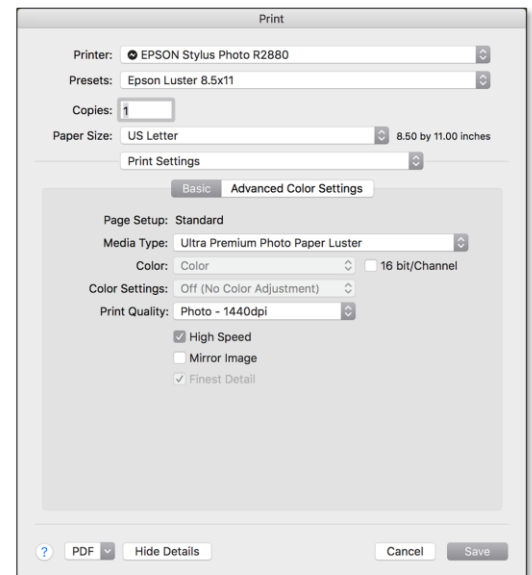 Print
Printer: EPSON Stylus Photo R2880
Presets: Epson Luster 8.5x11
Copies: 1
Paper Size: US Letter 8.50 by 11.00 inches
Print Settings
Basic Advanced Color Settings
Page Setup: Standard
Media Type: Ultra Premium Photo Paper Luster
Color: Color 16 bit/Channel
Color Settings: Off (No Color Adjustment)
Print Quality: Photo - 1440dpi
High Speed
Mirror Image
Finest Detail
? PDF Hide Details Cancel Save